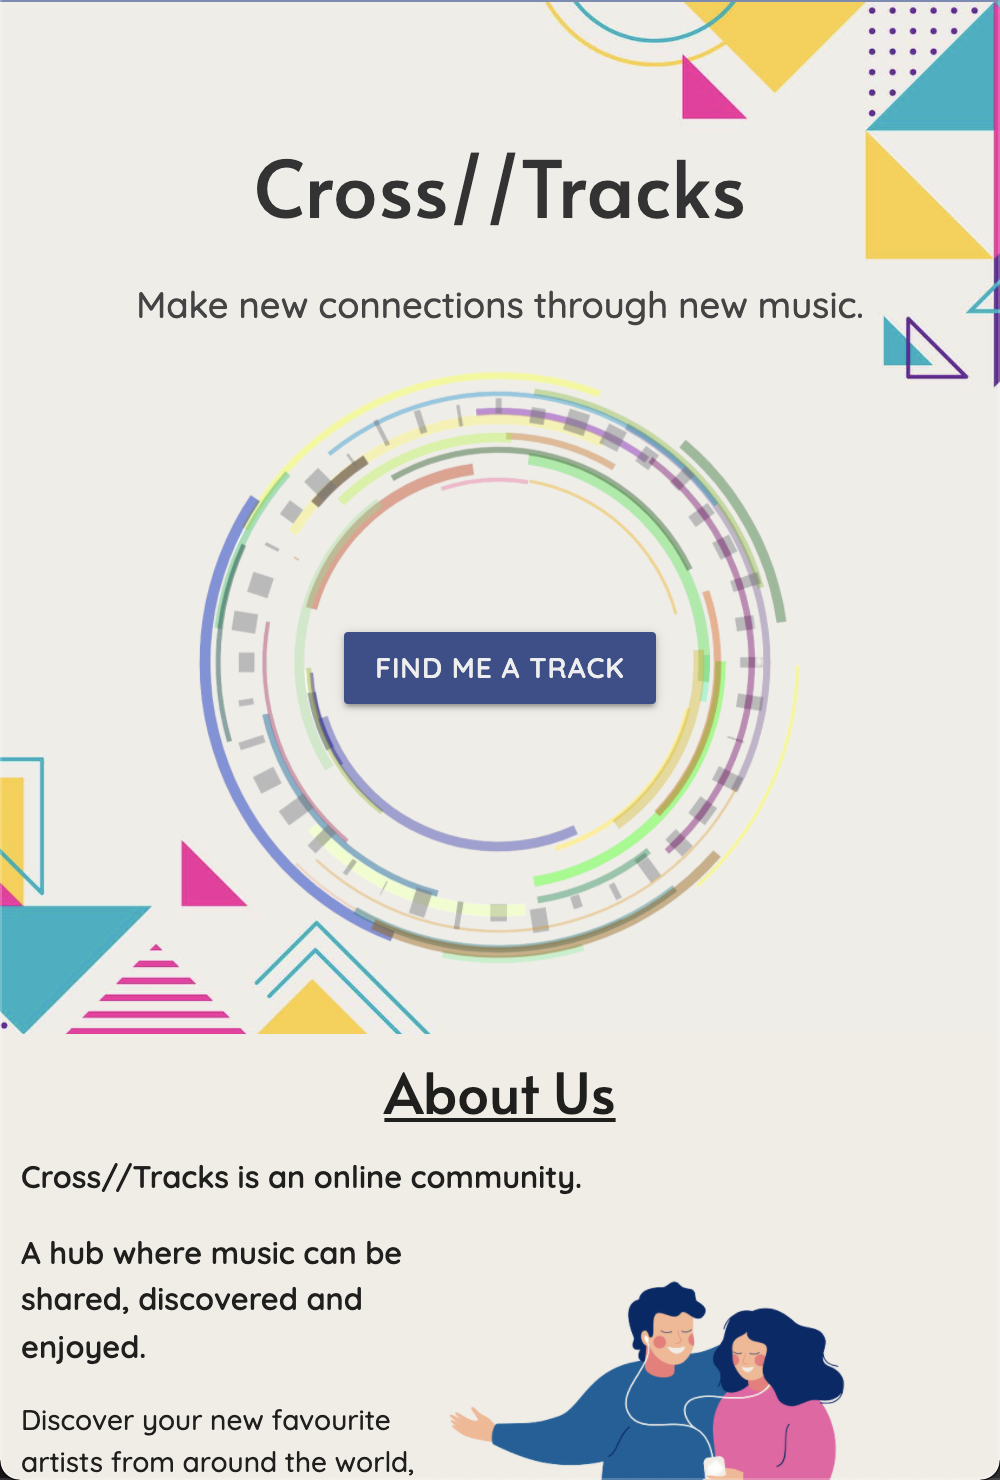 Cross//Tracks
Make new connections through new music.
FIND ME A TRACK
About Us
Cross//Tracks is an online community.
A hub where music can be
shared, discovered and
enjoyed.
Discover your new favourite
artists from around the world,